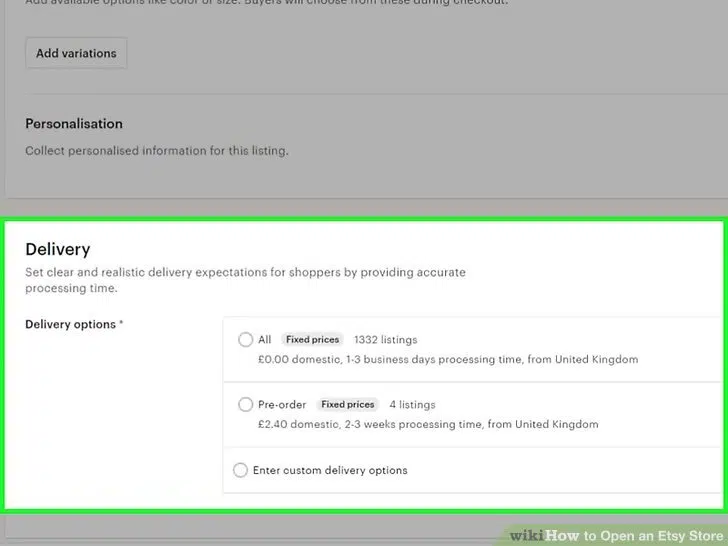 Add available options like color or size. Buyers will choose from these during checkout.
Add variations
Personalisation
Collect personalised information for this listing.
Delivery
Set clear and realistic delivery expectations for shoppers by providing accurate
processing time.
Delivery options *
All Fixed prices 1332 listings
£0.00 domestic, 1-3 business days processing time, from United Kingdom
Pre-order Fixed prices 4 listings
£2.40 domestic, 2-3 weeks processing time, from United Kingdom
Enter custom delivery options
wikiHow to Open an Etsy Store